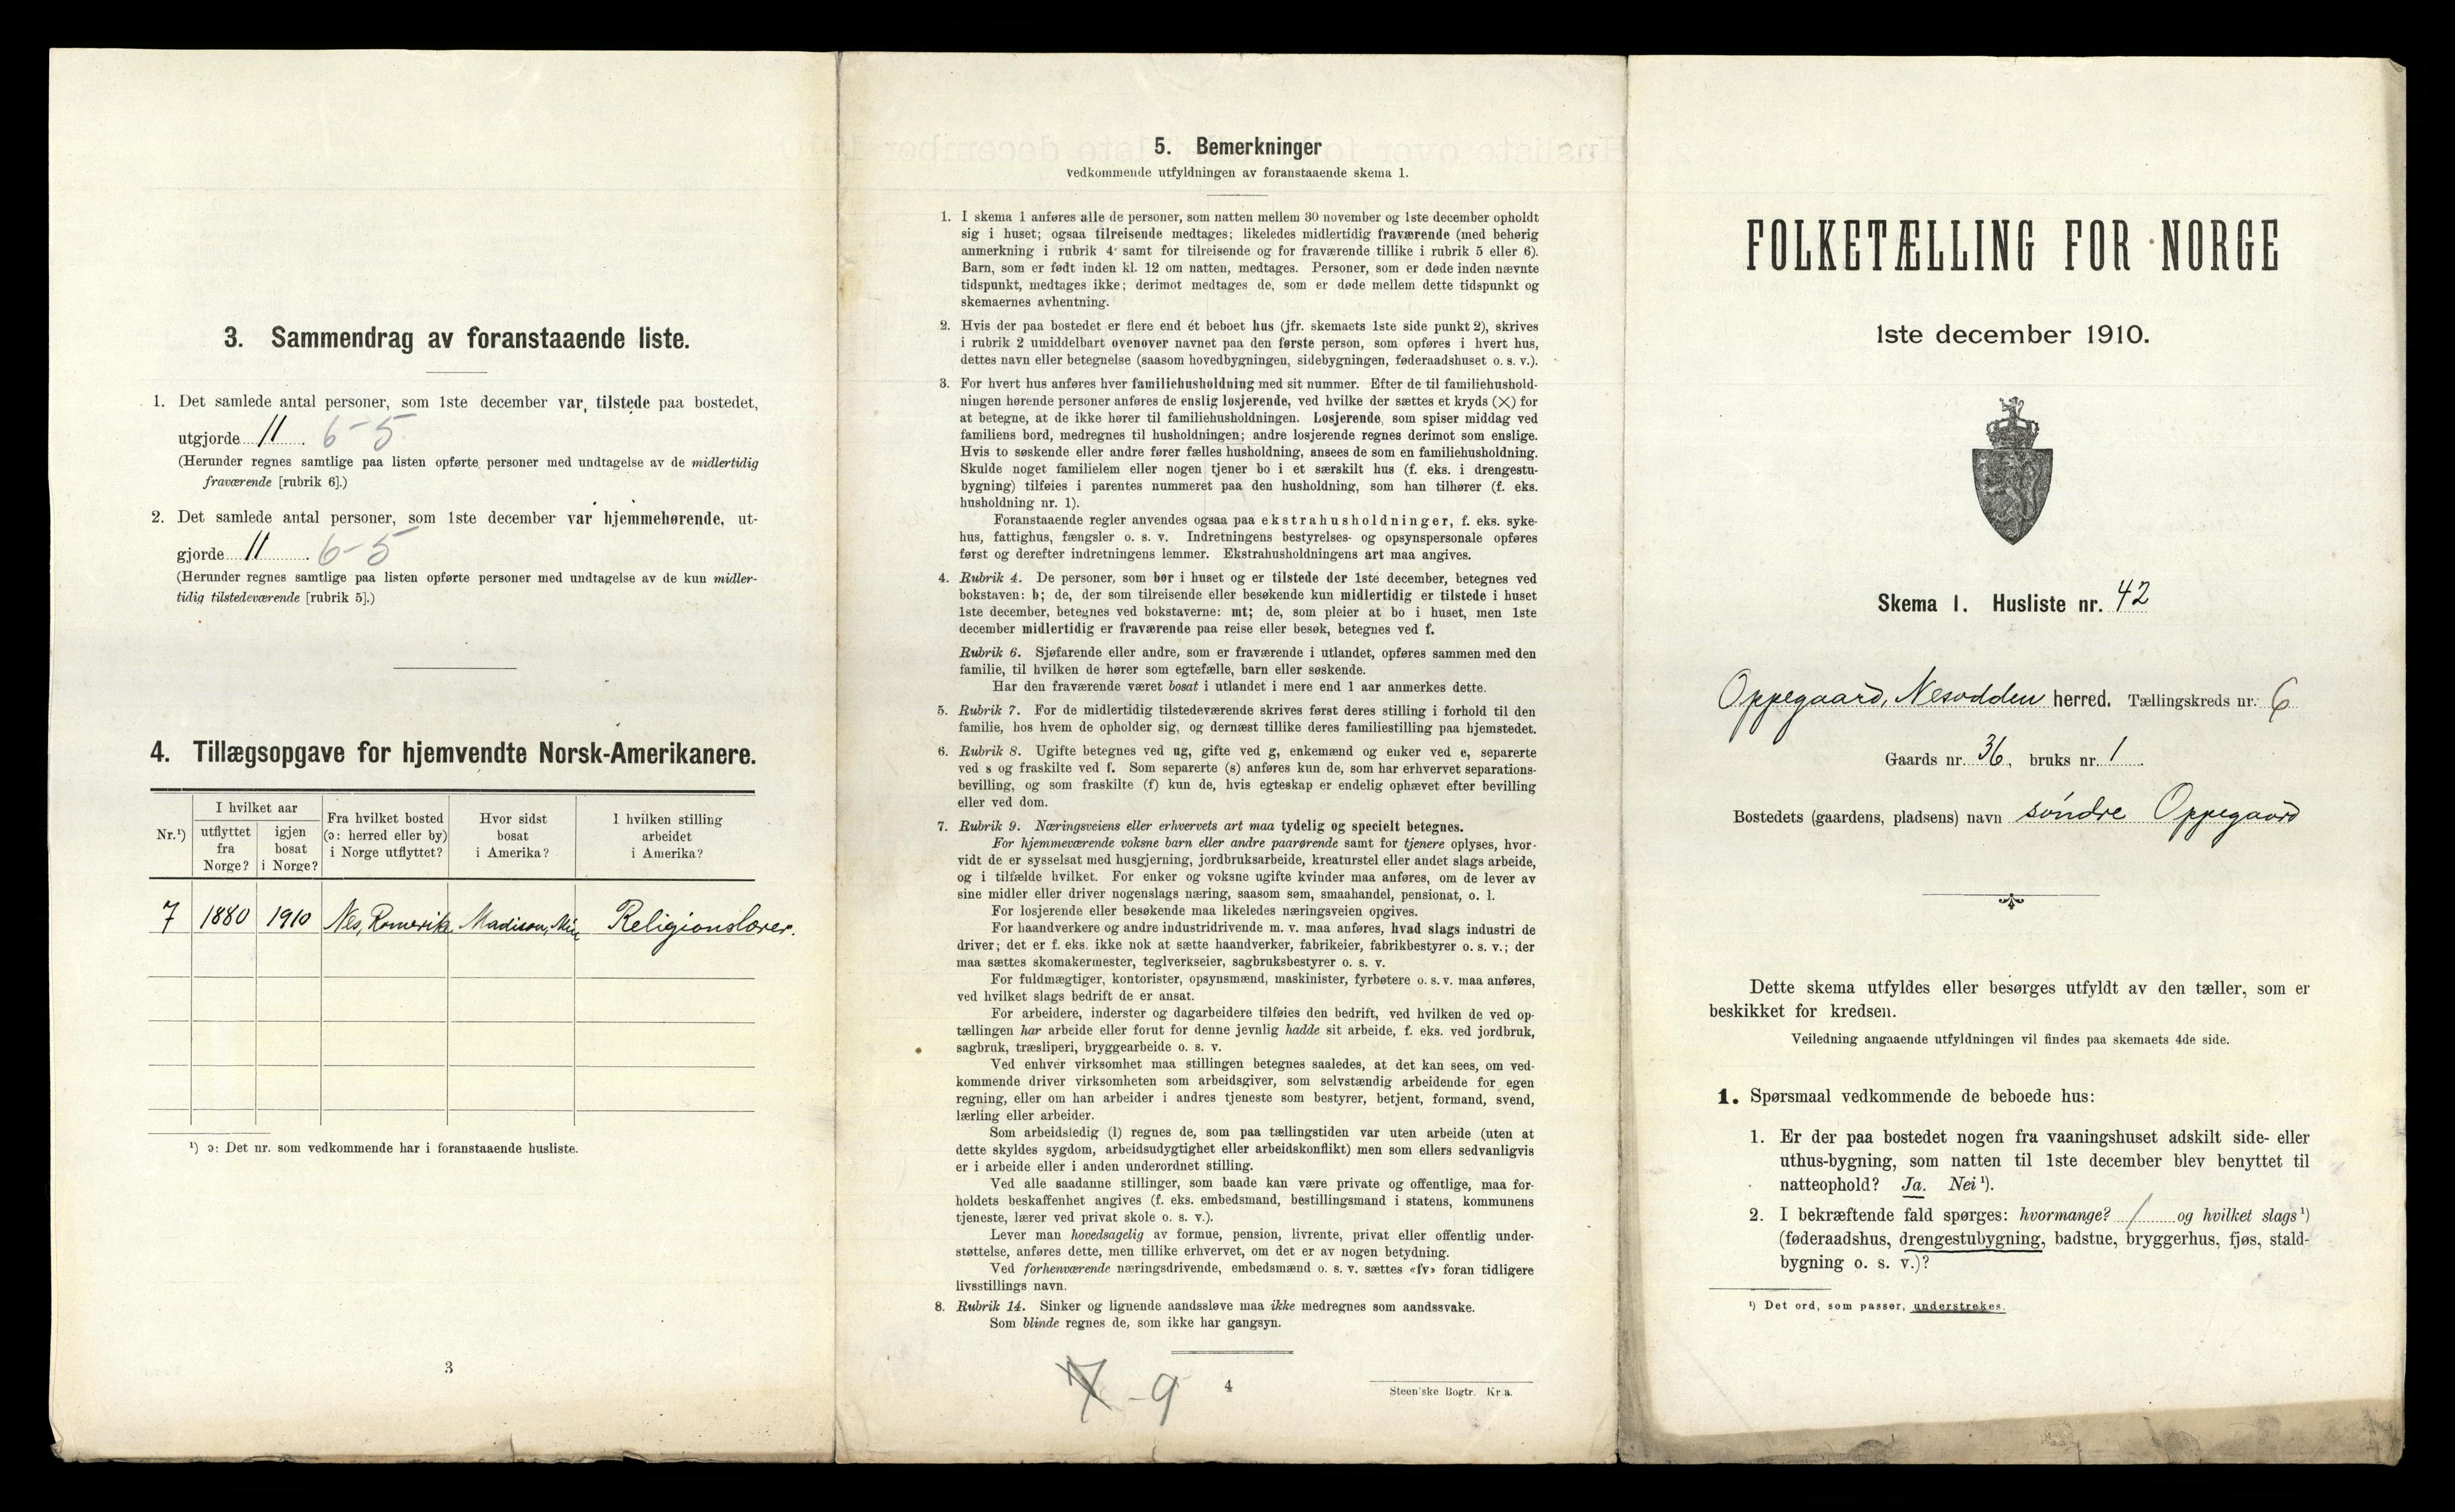 3. Sammendrag av foranstaaende liste.
1. Det samlede antal personer, som 1ste december var tilstede paa bostedet,
utgjorde 11. 6-5
(Herunder regnes samtlige paa listen opførte personer med undtagelse av de midlertidig
fraværende [rubrik 6].)
2. Det samlede antal personer, som 1ste december var hjemmehørende, ut-
gjorde 11. 6-5
(Herunder regnes samtlige paa listen opførte personer med undtagelse av de kun midler-
tidig tilstedeværende [rubrik 5].)
4. Tillægsopgave for hjemvendte Norsk-Amerikanere.
Nr.¹)
I hvilket aar
utflyttet fra Norge?
igjen bosat i Norge?
Fra hvilket bosted (ɔ: herred eller by) i Norge utflyttet?
Hvor sidst bosat i Amerika?
I hvilken stilling arbeidet i Amerika?
7 1880 1910 Nes, Romerike Madison, Min Religionslærer.
¹) ɔ: Det nr. som vedkommende har i foranstaaende husliste.
3
5. Bemerkninger
vedkommende utfyldningen av foranstaaende skema 1.
1. I skema 1 anføres alle de personer, som natten mellem 30 november og 1ste december opholdt
sig i huset; ogsaa tilreisende medtages; likeledes midlertidig fraværende (med behørig
anmerkning i rubrik 4 samt for tilreisende og for fraværende tillike i rubrik 5 eller 6).
Barn, som er født inden kl. 12 om natten, medtages. Personer, som er døde inden nævnte
tidspunkt, medtages ikke; derimot medtages de, som er døde mellem dette tidspunkt og
skemaernes avhentning.
2. Hvis der paa bostedet er flere end ét beboet hus (jfr. skemaets 1ste side punkt 2), skrives
i rubrik 2 umiddelbart ovenover navnet paa den første person, som opføres i hvert hus,
dettes navn eller betegnelse (saasom hovedbygningen, sidebygningen, føderaadshuset o. s. v.).
3. For hvert hus anføres hver familiehusholdning med sit nummer. Efter de til familiehushold-
ningen hørende personer anføres de enslig losjerende, ved hvilke der sættes et kryds (×) for
at betegne, at de ikke hører til familiehusholdningen. Losjerende, som spiser middag ved
familiens bord, medregnes til husholdningen; andre losjerende regnes derimot som enslige.
Hvis to søskende eller andre fører fælles husholdning, ansees de som en familiehusholdning.
Skulde noget familielem eller nogen tjener bo i et særskilt hus (f. eks. i drengestu-
bygning) tilføies i parentes nummeret paa den husholdning, som han tilhører (f. eks.
husholdning nr. 1).
Foranstaaende regler anvendes ogsaa paa ekstrahusholdninger, f. eks. syke-
hus, fattighus, fængsler o. s. v. Indretningens bestyrelses- og opsynspersonale opføres
først og derefter indretningens lemmer. Ekstrahusholdningens art maa angives.
4. Rubrik 4. De personer, som bor i huset og er tilstede der 1ste december, betegnes ved
bokstaven: b; de, der som tilreisende eller besøkende kun midlertidig er tilstede i huset
1ste december, betegnes ved bokstaverne: mt; de, som pleier at bo i huset, men 1ste
december midlertidig er fraværende paa reise eller besøk, betegnes ved f.
Rubrik 6. Sjøfarende eller andre, som er fraværende i utlandet, opføres sammen med den
familie, til hvilken de hører som egtefælle, barn eller søskende.
Har den fraværende været bosat i utlandet i mere end 1 aar anmerkes dette.
5. Rubrik 7. For de midlertidig tilstedeværende skrives først deres stilling i forhold til den
familie, hos hvem de opholder sig, og dernæst tillike deres familiestilling paa hjemstedet.
6. Rubrik 8. Ugifte betegnes ved ug, gifte ved g, enkemænd og enker ved e, separerte
ved s og fraskilte ved f. Som separerte (s) anføres kun de, som har erhvervet separations-
bevilling, og som fraskilte (f) kun de, hvis egteskap er endelig ophævet efter bevilling
eller ved dom.
7. Rubrik 9. Næringsveiens eller erhvervets art maa tydelig og specielt betegnes.
For hjemmeværende voksne barn eller andre paarørende samt for tjenere oplyses, hvor-
vidt de er sysselsat med husgjerning, jordbruksarbeide, kreaturstel eller andet slags arbeide,
og i tilfælde hvilket. For enker og voksne ugifte kvinder maa anføres, om de lever av
sine midler eller driver nogenslags næring, saasom søm, smaahandel, pensionat, o. l.
For losjerende eller besøkende maa likeledes næringsveien opgives.
For haandverkere og andre industridrivende m. v. maa anføres, hvad slags industri de
driver; det er f. eks. ikke nok at sætte haandverker, fabrikeier, fabrikbestyrer o. s. v.; der
maa sættes skomakermester, teglverkseier, sagbruksbestyrer o. s. v.
For fuldmægtiger, kontorister, opsynsmænd, maskinister, fyrbøtere o. s. v. maa anføres,
ved hvilket slags bedrift de er ansat.
For arbeidere, inderster og dagarbeidere tilføies den bedrift, ved hvilken de ved op-
tællingen har arbeide eller forut for denne jevnlig hadde sit arbeide, f. eks. ved jordbruk,
sagbruk, træsliperi, bryggearbeide o. s. v.
Ved enhver virksomhet maa stillingen betegnes saaledes, at det kan sees, om ved-
kommende driver virksomheten som arbeidsgiver, som selvstændig arbeidende for egen
regning, eller om han arbeider i andres tjeneste som bestyrer, betjent, formand, svend,
lærling eller arbeider.
Som arbeidsledig (l) regnes de, som paa tællingstiden var uten arbeide (uten at
dette skyldes sygdom, arbeidsudygtighet eller arbeidskonflikt) men som ellers sedvanligvis
er i arbeide eller i anden underordnet stilling.
Ved alle saadanne stillinger, som baade kan være private og offentlige, maa for-
holdets beskaffenhet angives (f. eks. embedsmand, bestillingsmand i statens, kommunens
tjeneste, lærer ved privat skole o. s. v.).
Lever man hovedsagelig av formue, pension, livrente, privat eller offentlig under-
støttelse, anføres dette, men tillike erhvervet, om det er av nogen betydning.
Ved forhenværende næringsdrivende, embedsmænd o. s. v. sættes «fv» foran tidligere
livsstillings navn.
8. Rubrik 14. Sinker og lignende aandssløve maa ikke medregnes som aandssvake.
Som blinde regnes de, som ikke har gangsyn.
7 - 9
4
Steen'ske Bogtr. Kr.a.
FOLKETÆLLING FOR NORGE
1ste december 1910.
Skema 1. Husliste nr. 42
Oppegaard, Nesodden herred. Tællingskreds nr. 6
Gaards nr. 36, bruks nr. 1.
Bostedets (gaardens, pladsens) navn søndre Oppegaard
Dette skema utfyldes eller besørges utfyldt av den tæller, som er
beskikket for kredsen.
Veiledning angaaende utfyldningen vil findes paa skemaets 4de side.
1. Spørsmaal vedkommende de beboede hus:
1. Er der paa bostedet nogen fra vaaningshuset adskilt side- eller
uthus-bygning, som natten til 1ste december blev benyttet til
natteophold? Ja. Nei¹).
2. I bekræftende fald spørges: hvormange? 1 og hvilket slags¹)
(føderaadshus, drengestubygning, badstue, bryggerhus, fjøs, stald-
bygning o. s. v.)?
¹) Det ord, som passer, understrekes.